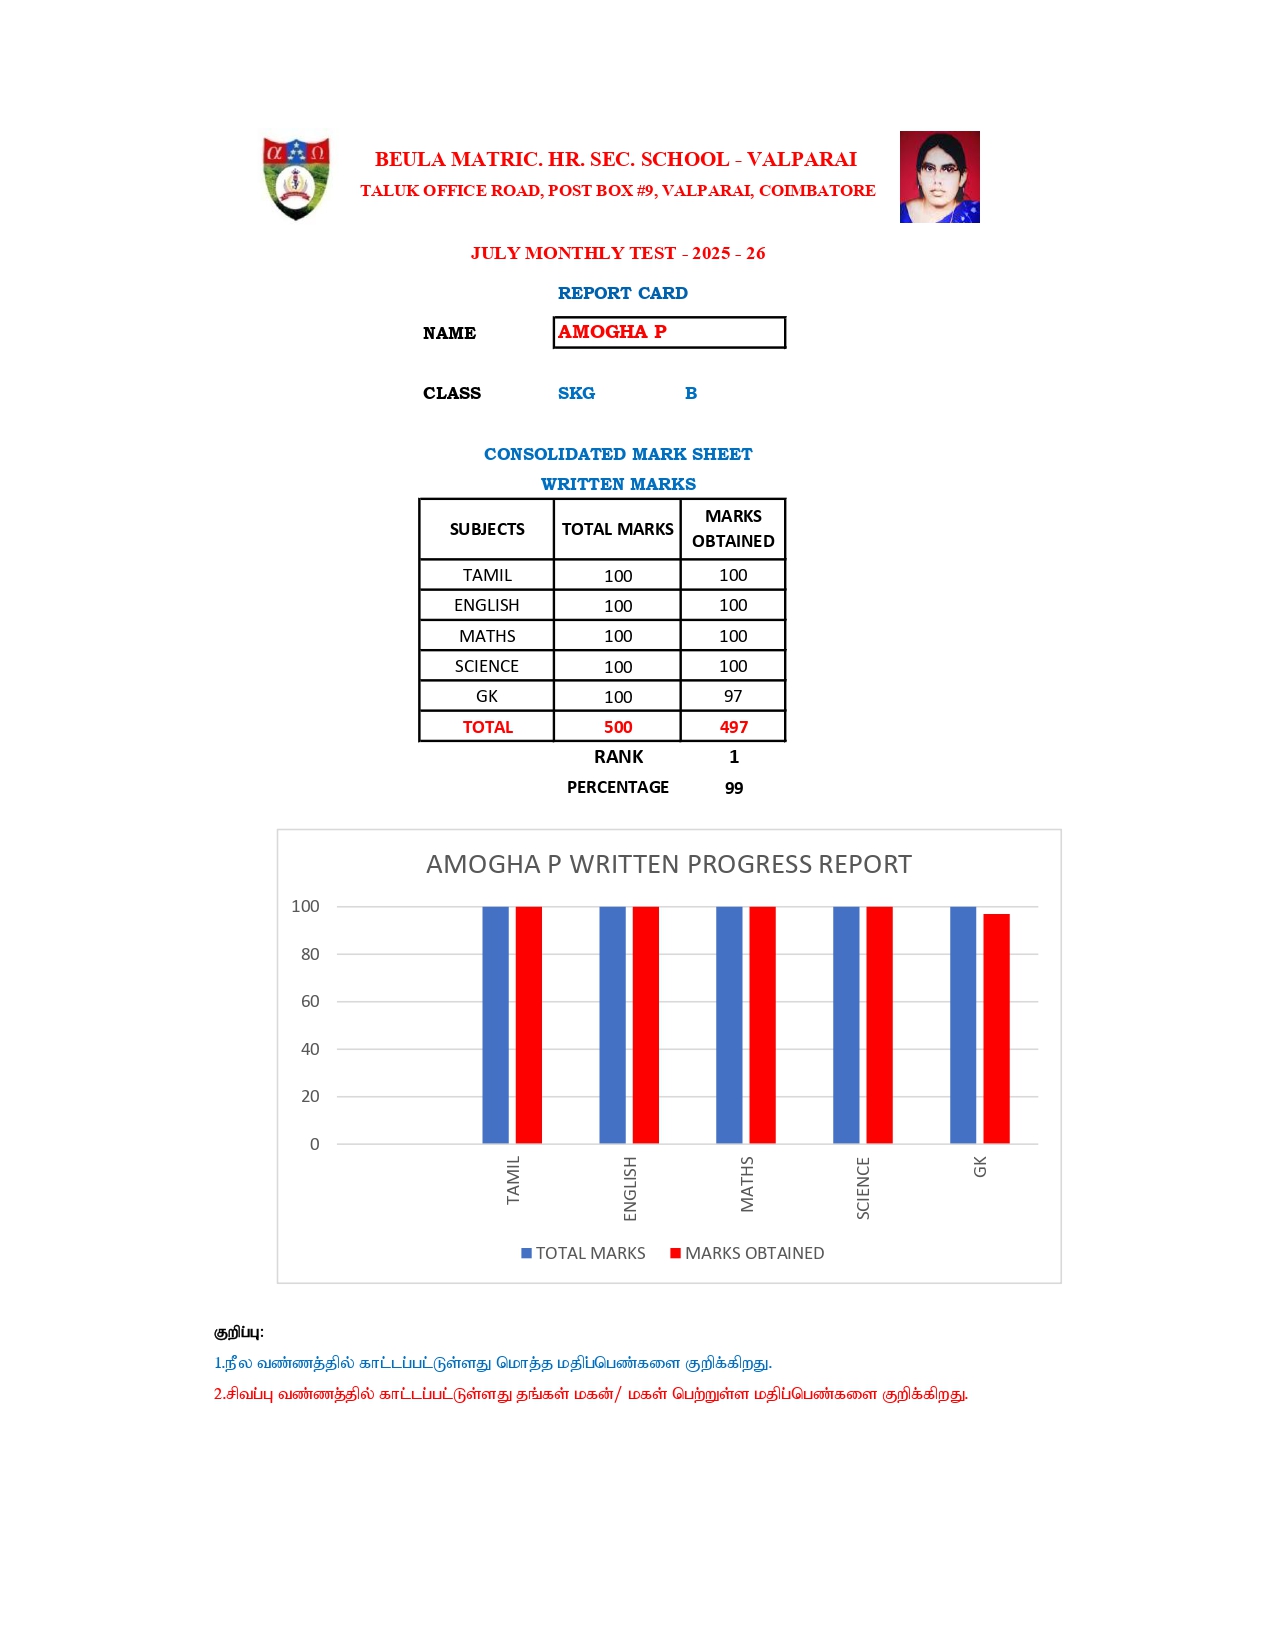 α Ω
BEULA MATRIC. HR. SEC. SCHOOL - VALPARAI
TALUK OFFICE ROAD, POST BOX #9, VALPARAI, COIMBATORE
JULY MONTHLY TEST - 2025 - 26
REPORT CARD
NAME AMOGHA P
CLASS SKG B
CONSOLIDATED MARK SHEET
WRITTEN MARKS
SUBJECTS TOTAL MARKS MARKS OBTAINED
TAMIL 100 100
ENGLISH 100 100
MATHS 100 100
SCIENCE 100 100
GK 100 97
TOTAL 500 497
RANK 1
PERCENTAGE 99
AMOGHA P WRITTEN PROGRESS REPORT
100
80
60
40
20
0
TAMIL ENGLISH MATHS SCIENCE GK
TOTAL MARKS MARKS OBTAINED
குறிப்பு:
1.நீல வண்ணத்தில் காட்டப்பட்டுள்ளது மொத்த மதிப்பெண்களை குறிக்கிறது.
2.சிவப்பு வண்ணத்தில் காட்டப்பட்டுள்ளது தங்கள் மகன்/ மகள் பெற்றுள்ள மதிப்பெண்களை குறிக்கிறது.